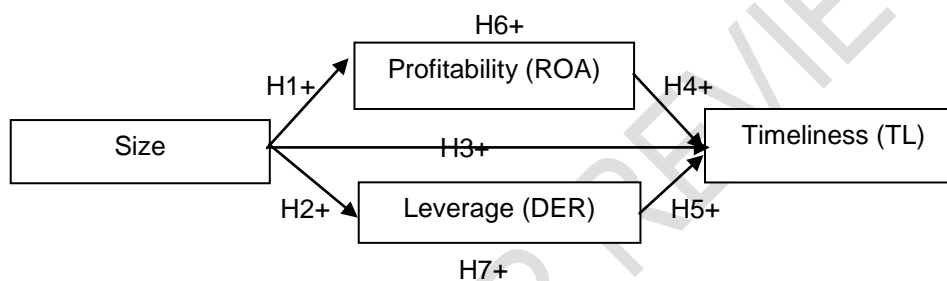 H6+
Profitability (ROA)
H1+
H4+
Size
H3+
Timeliness (TL)
H2+
Leverage (DER)
H5+
H7+